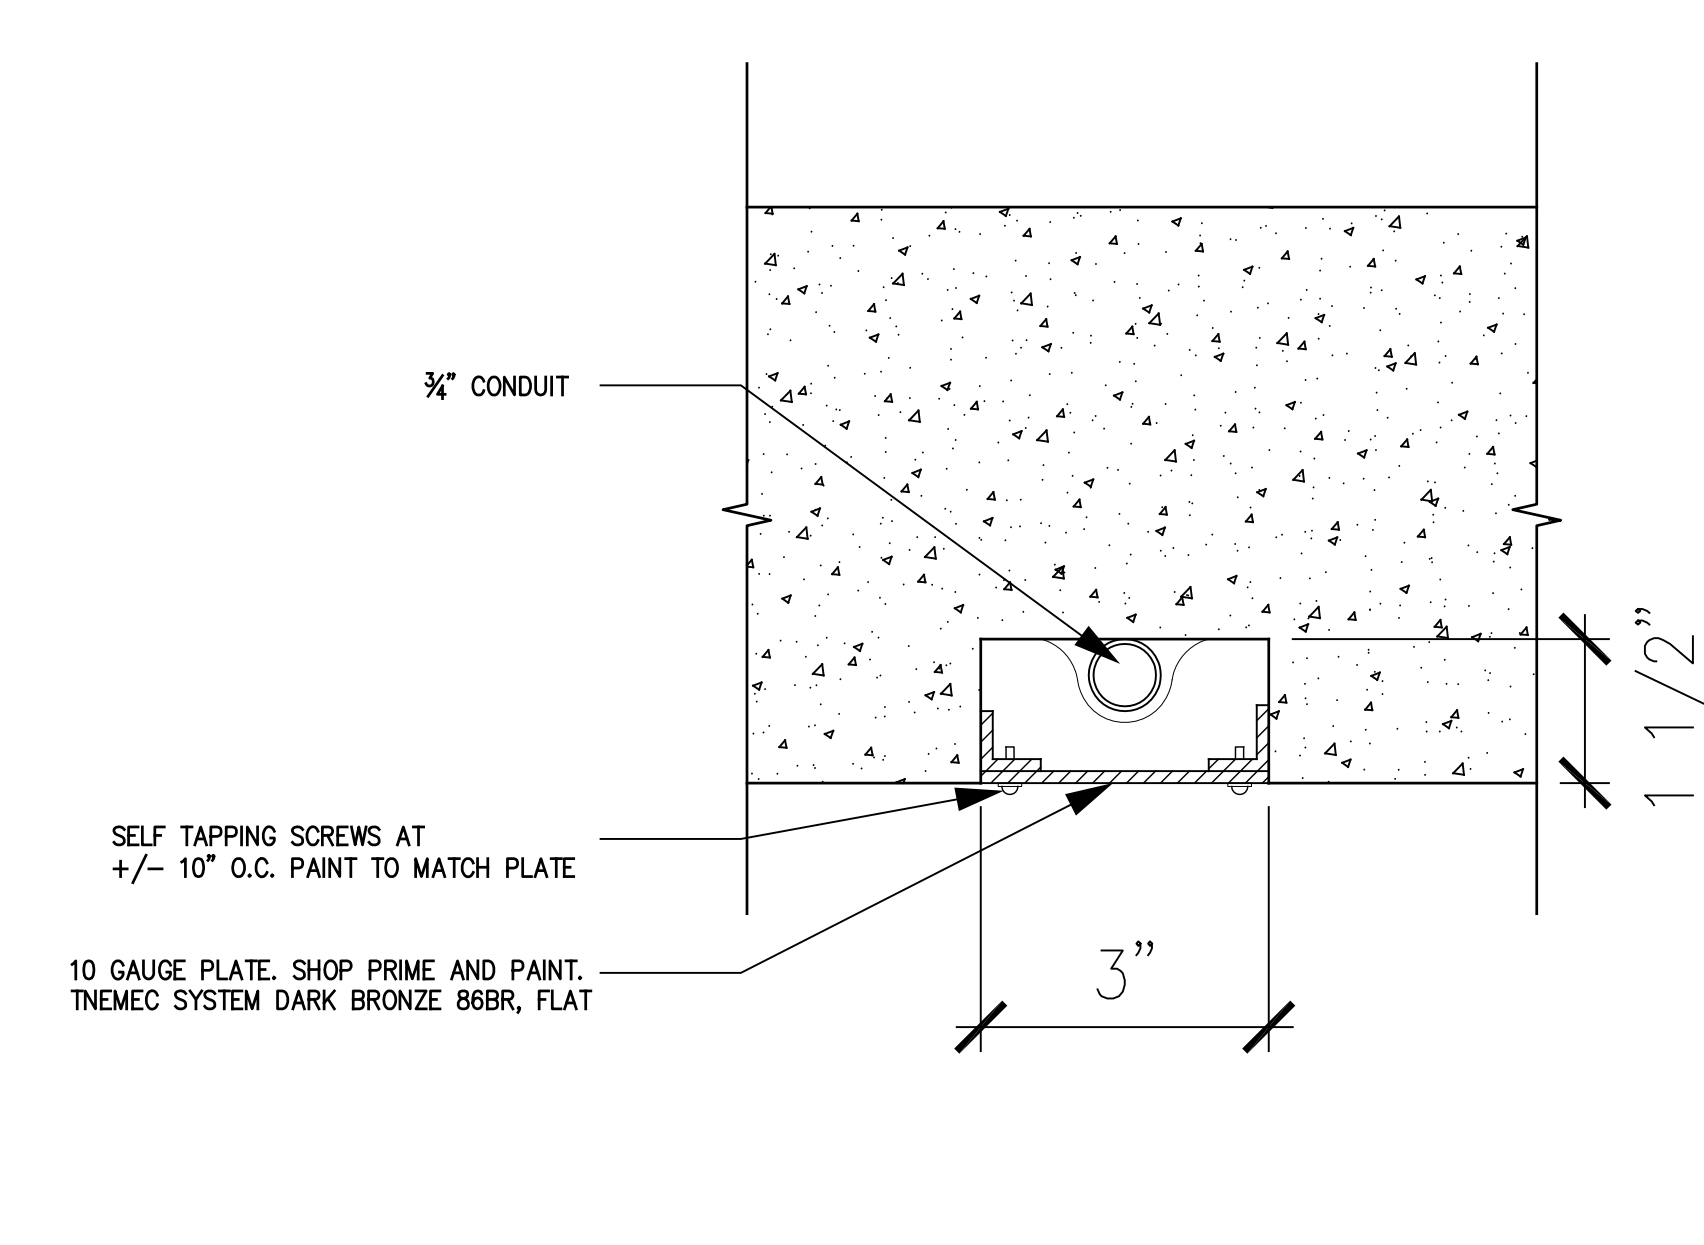 ¾” CONDUIT
1 1/2”
SELF TAPPING SCREWS AT
+/– 10” O.C. PAINT TO MATCH PLATE
3”
10 GAUGE PLATE. SHOP PRIME AND PAINT.
TNEMEC SYSTEM DARK BRONZE 86BR, FLAT